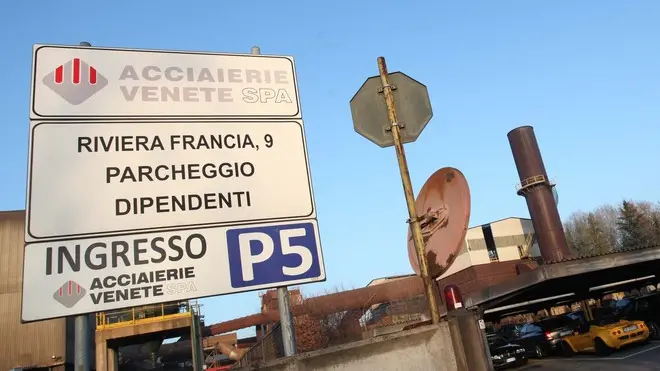 ACCIAIERIE
VENETE SPA
RIVIERA FRANCIA, 9
PARCHEGGIO
DIPENDENTI
INGRESSO P5
ACCIAIERIE
VENETE SPA